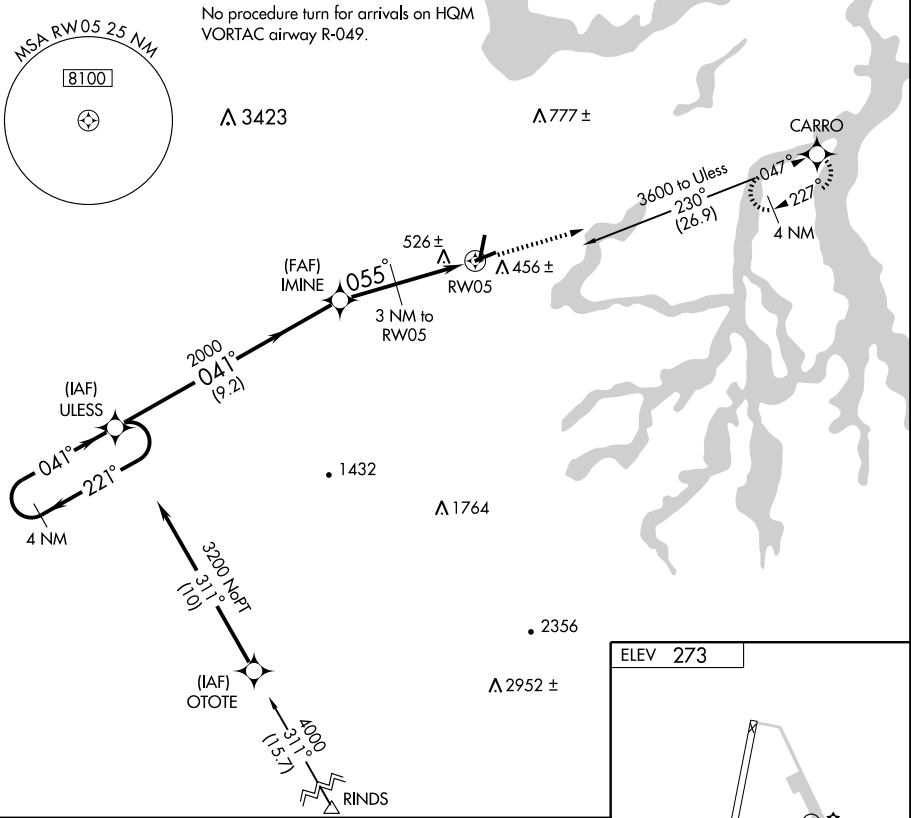 No procedure turn for arrivals on HQM
VORTAC airway R-049.
MSA RW05 25 NM
8100
3423
777 ±
CARRO
047°
227°
4 NM
3600 to Uless
230°
(26.9)
526 ±
456 ±
RW05
(FAF)
IMINE
055°
3 NM to
RW05
2000
041°
(9.2)
(IAF)
ULESS
041°
221°
4 NM
1432
1764
3200 NoPT
311°
(10)
2356
(IAF)
OTOTE
2952 ±
4000
311°
(15.7)
RINDS
ELEV 273
X